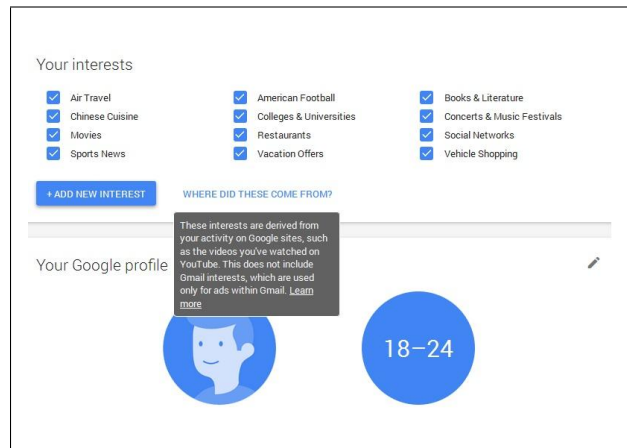 Your interests
Air Travel
American Football
Books & Literature
Chinese Cuisine
Colleges & Universities
Concerts & Music Festivals
Movies
Restaurants
Social Networks
Sports News
Vacation Offers
Vehicle Shopping
+ ADD NEW INTEREST
WHERE DID THESE COME FROM?
These interests are derived from
your activity on Google sites, such
as the videos you've watched on
YouTube. This does not include
Gmail interests, which are used
only for ads within Gmail. Learn
more
Your Google profile
18–24